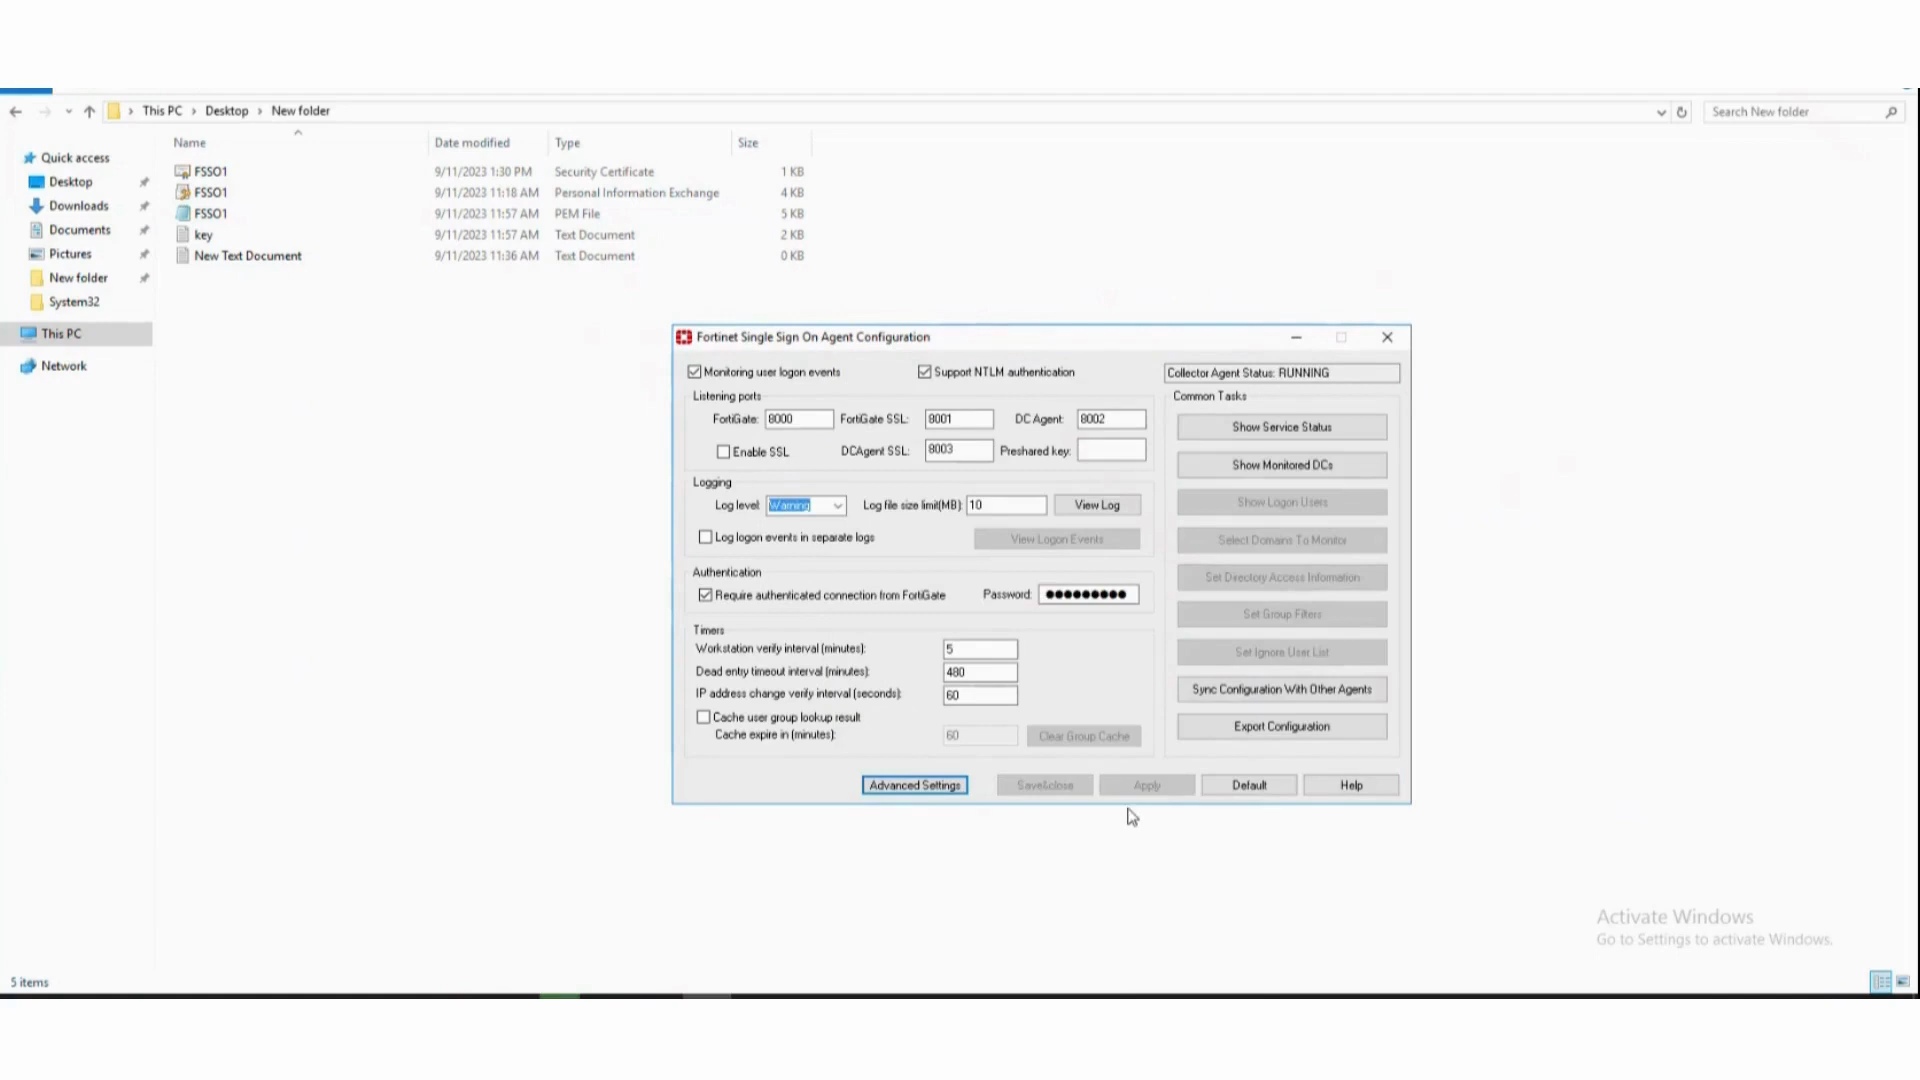 This PC > Desktop > New folder
Search New folder
Name Date modified Type Size
Quick access
Desktop
Downloads
Documents
Pictures
New folder
System32
This PC
Network
FSSO1 9/11/2023 1:30 PM Security Certificate 1 KB
FSSO1 9/11/2023 11:18 AM Personal Information Exchange 4 KB
FSSO1 9/11/2023 11:57 AM PEM File 5 KB
key 9/11/2023 11:57 AM Text Document 2 KB
New Text Document 9/11/2023 11:36 AM Text Document 0 KB
Fortinet Single Sign On Agent Configuration
Monitoring user logon events Support NTLM authentication
Listening ports
FortiGate: 8000 FortiGate SSL: 8001 DC Agent: 8002
Enable SSL DCAgent SSL: 8003 Preshared key:
Logging
Log level: Warning Log file size limit(MB): 10 View Log
Log logon events in separate logs View Logon Events
Authentication
Require authenticated connection from FortiGate Password: ●●●●●●●●●
Timers
Workstation verify interval (minutes): 5
Dead entry timeout interval (minutes): 480
IP address change verify interval (seconds): 60
Cache user group lookup result
Cache expire in (minutes): 60 Clear Group Cache
Collector Agent Status: RUNNING
Common Tasks
Show Service Status
Show Monitored DCs
Show Logon Users
Select Domains To Monitor
Set Directory Access Information
Set Group Filters
Set Ignore User List
Sync Configuration With Other Agents
Export Configuration
Advanced Settings Save&close Apply Default Help
Activate Windows
Go to Settings to activate Windows.
5 items